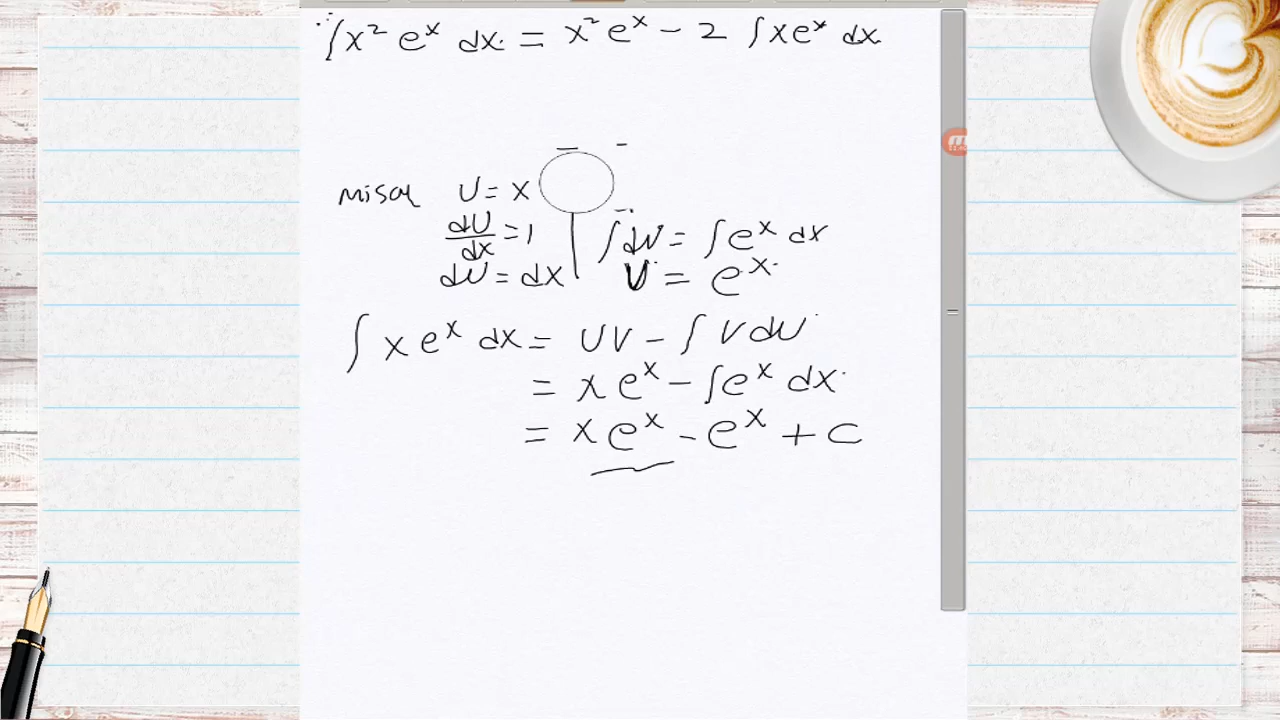 ∫x² eˣ dx = x² eˣ - 2 ∫xeˣ dx
misal U = x
dU/dx = 1
∫dV = ∫eˣ dx
dU = dx
V = eˣ
∫ x eˣ dx = UV - ∫ V dU
= x eˣ - ∫eˣ dx
= x eˣ - eˣ + C